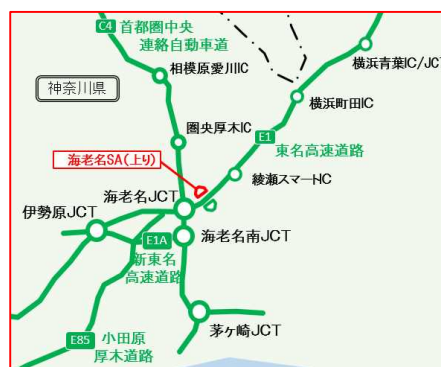 C4 首都圏中央
連絡自動車道
相模原愛川IC
横浜青葉IC/JCT
神奈川県
横浜町田IC
圏央厚木IC
E1
東名高速道路
海老名SA(上り)
綾瀬スマートIC
海老名JCT
伊勢原JCT
E1A
海老名南JCT
新東名
高速道路
茅ヶ崎JCT
E85 小田原
厚木道路